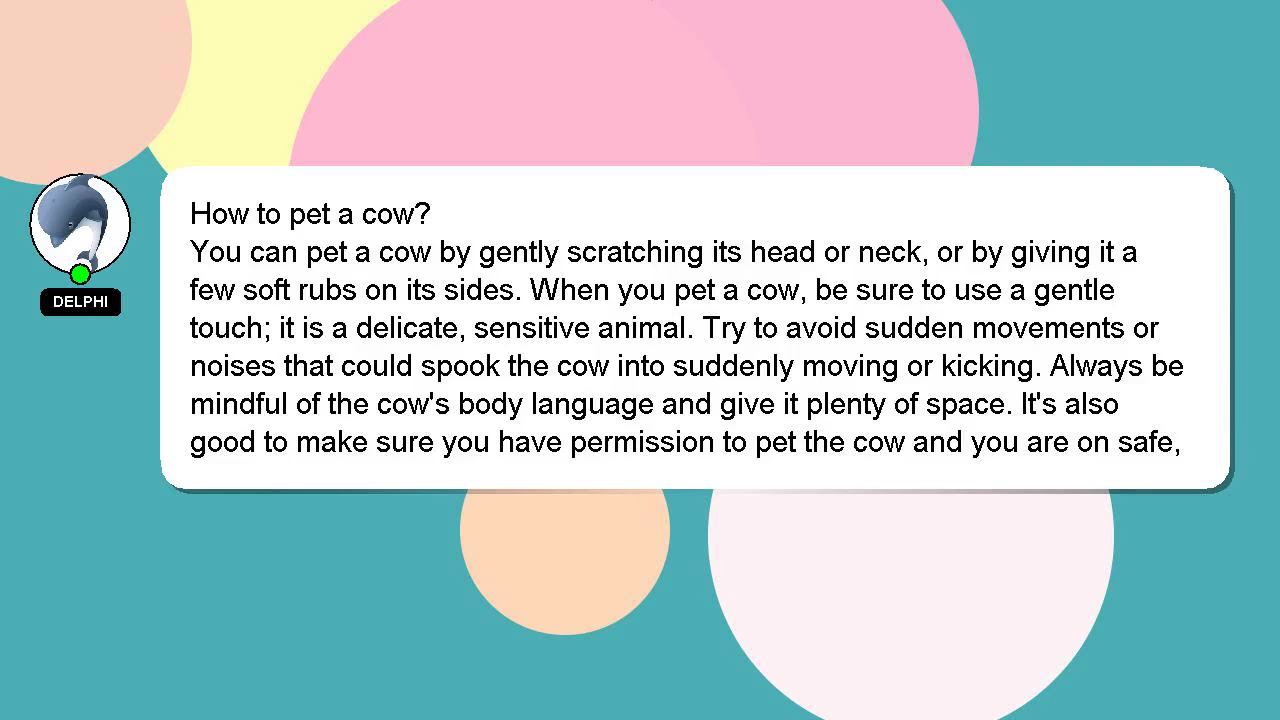 How to pet a cow?
You can pet a cow by gently scratching its head or neck, or by giving it a
few soft rubs on its sides. When you pet a cow, be sure to use a gentle
touch; it is a delicate, sensitive animal. Try to avoid sudden movements or
noises that could spook the cow into suddenly moving or kicking. Always be
mindful of the cow's body language and give it plenty of space. It's also
good to make sure you have permission to pet the cow and you are on safe,
DELPHI